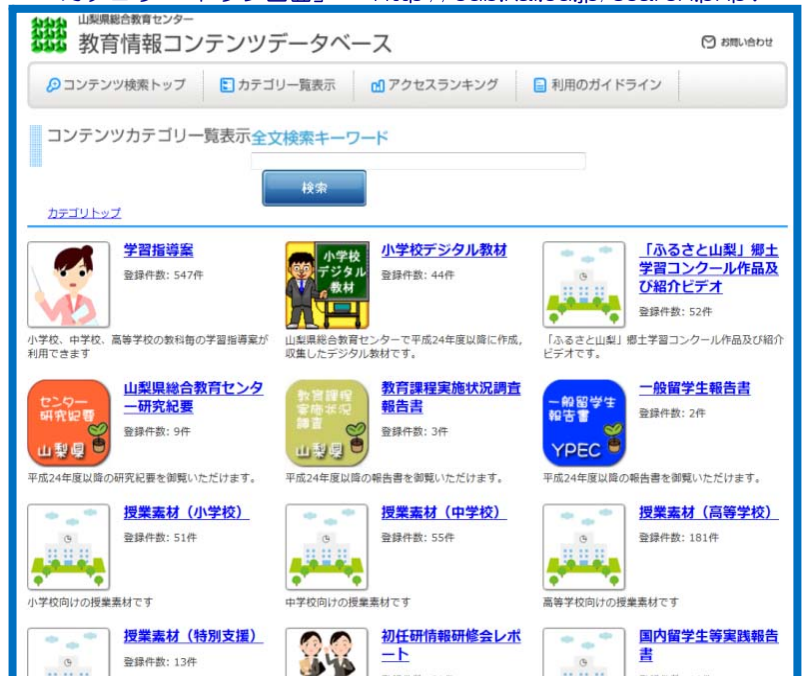 山梨県総合教育センター
教育情報コンテンツデータベース
お問い合わせ
コンテンツ検索トップ
カテゴリー覧表示
アクセスランキング
利用のガイドライン
コンテンツカテゴリ一覧表示全文検索キーワード
検索
カテゴリトップ
学習指導案
登録件数: 547件
小学校、中学校、高等学校の教科毎の学習指導案が
利用できます
小学校
デジタル
教材
小学校デジタル教材
登録件数: 44件
山梨県総合教育センターで平成24年度以降に作成,
収集したデジタル教材です。
「ふるさと山梨」郷土
学習コンクール作品及
び紹介ビデオ
登録件数: 52件
「ふるさと山梨」郷土学習コンクール作品及び紹介
ビデオです。
センター
研究紀要
山梨県
山梨県総合教育センタ
ー研究紀要
登録件数: 9件
平成24年度以降の研究紀要を御覧いただけます。
教育課程
実施状況
調査
山梨県
教育課程実施状況調査
報告書
登録件数: 3件
平成24年度以降の報告書を御覧いただけます。
一般留学生
報告書
YPEC
一般留学生報告書
登録件数: 2件
平成24年度以降の報告書を御覧いただけます。
授業素材（小学校）
登録件数: 51件
小学校向けの授業素材です
授業素材（中学校）
登録件数: 55件
中学校向けの授業素材です
授業素材（高等学校）
登録件数: 181件
高等学校向けの授業素材です
授業素材（特別支援）
登録件数: 13件
初任研情報研修会レポ
ート
国内留学生等実践報告
書